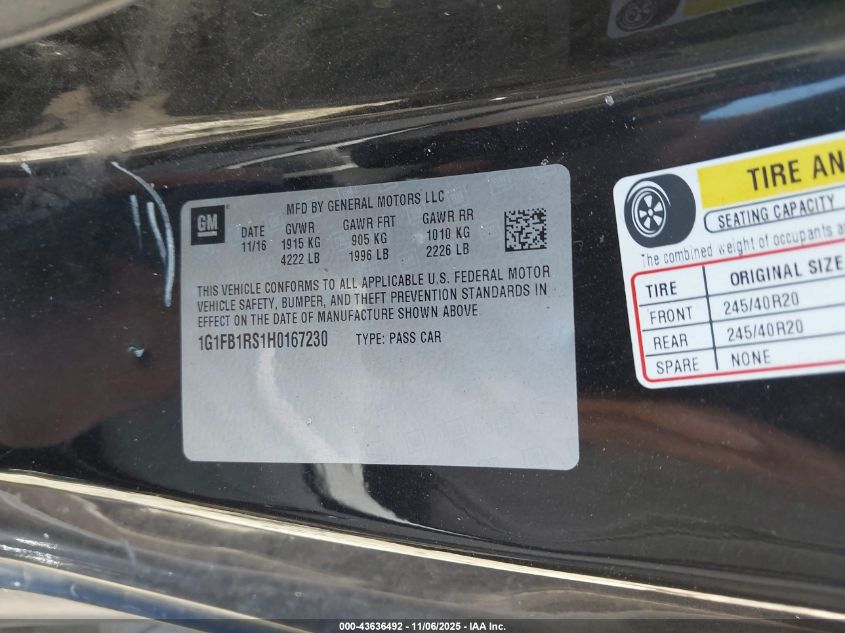 GM
MFD BY GENERAL MOTORS LLC
DATE GVWR GAWR FRT GAWR RR
11/16 1915 KG 905 KG 1010 KG
4222 LB 1996 LB 2226 LB
THIS VEHICLE CONFORMS TO ALL APPLICABLE U.S. FEDERAL MOTOR
VEHICLE SAFETY, BUMPER, AND THEFT PREVENTION STANDARDS IN
EFFECT ON THE DATE OF MANUFACTURE SHOWN ABOVE.
1G1FB1RS1H0167230 TYPE: PASS CAR
TIRE AN
SEATING CAPACITY
The combined weight of occupants a
TIRE ORIGINAL SIZE
FRONT 245/40R20
REAR 245/40R20
SPARE NONE
000-43636492 - 11/06/2025 - IAA Inc.